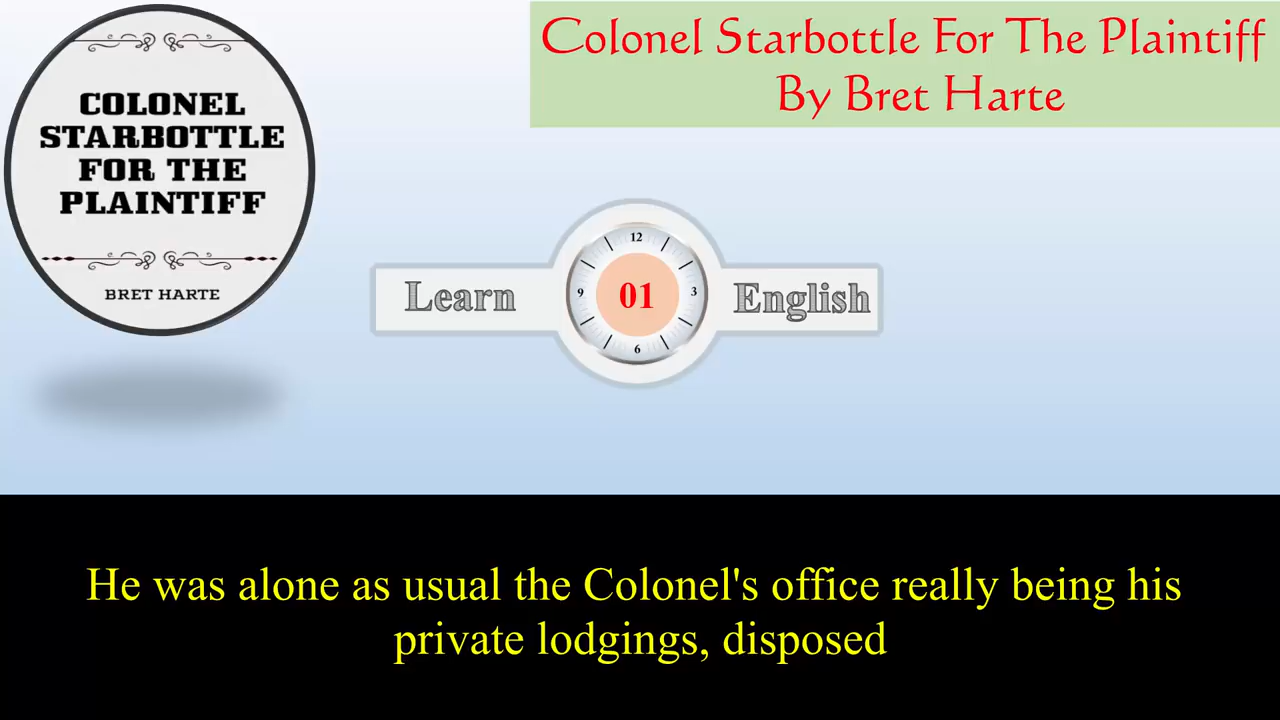 COLONEL
STARBOTTLE
FOR THE
PLAINTIFF
BRET HARTE
Colonel Starbottle For The Plaintiff
By Bret Harte
Learn
12
9
01
3
6
English
He was alone as usual the Colonel's office really being his
private lodgings, disposed